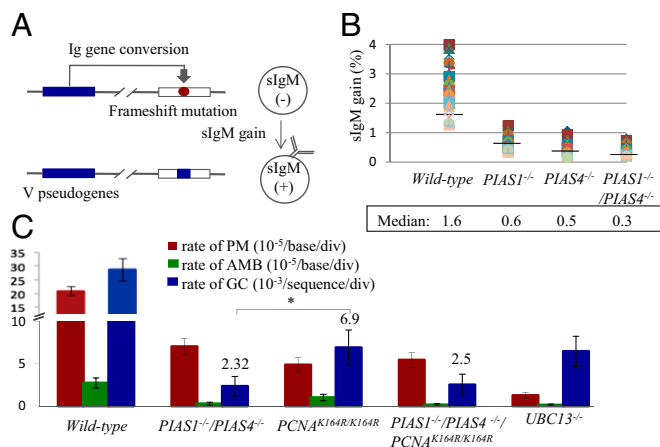 A
Ig gene conversion
Frameshift mutation
sIgM
(-)
sIgM gain
V pseudogenes
sIgM
(+)
B
sIgM gain (%)
4
3
2
1
0
Wild-type
PIAS1-/-
PIAS4-/-
PIAS1-/-
/PIAS4-/-
Median: 1.6 0.6 0.5 0.3
C
rate of PM (10-5/base/div)
rate of AMB (10-5/base/div)
rate of GC (10-3/sequence/div)
35
30
25
20
15
10
5
0
*
2.32
6.9
2.5
Wild-type
PIAS1-/-/PIAS4-/-
PCNAK164R/K164R
PIAS1-/-/PIAS4 -/-/
PCNAK164R/K164R
UBC13-/-